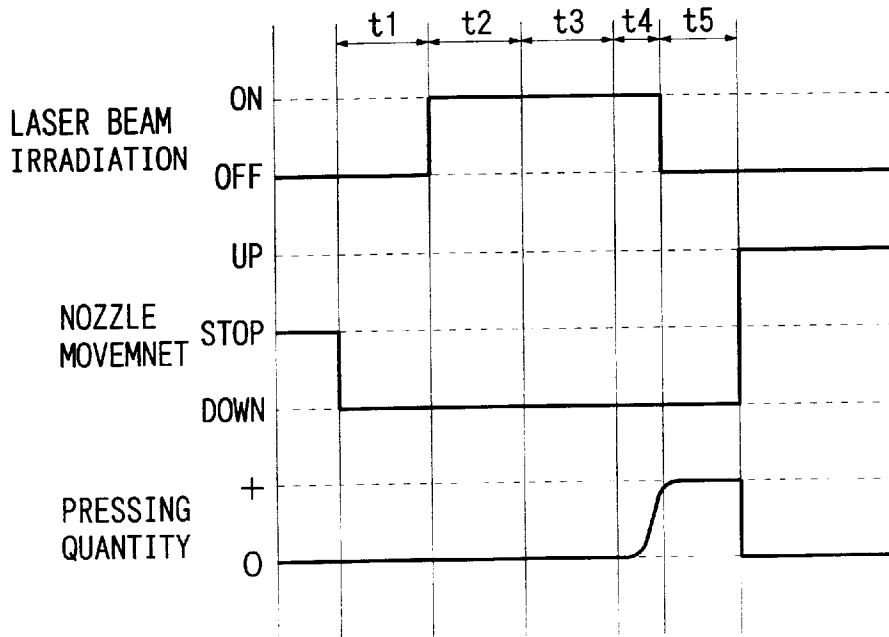 t1 t2 t3 t4 t5
ON
LASER BEAM
IRRADIATION
OFF
UP
NOZZLE
MOVEMNET
STOP
DOWN
+
PRESSING
QUANTITY
0